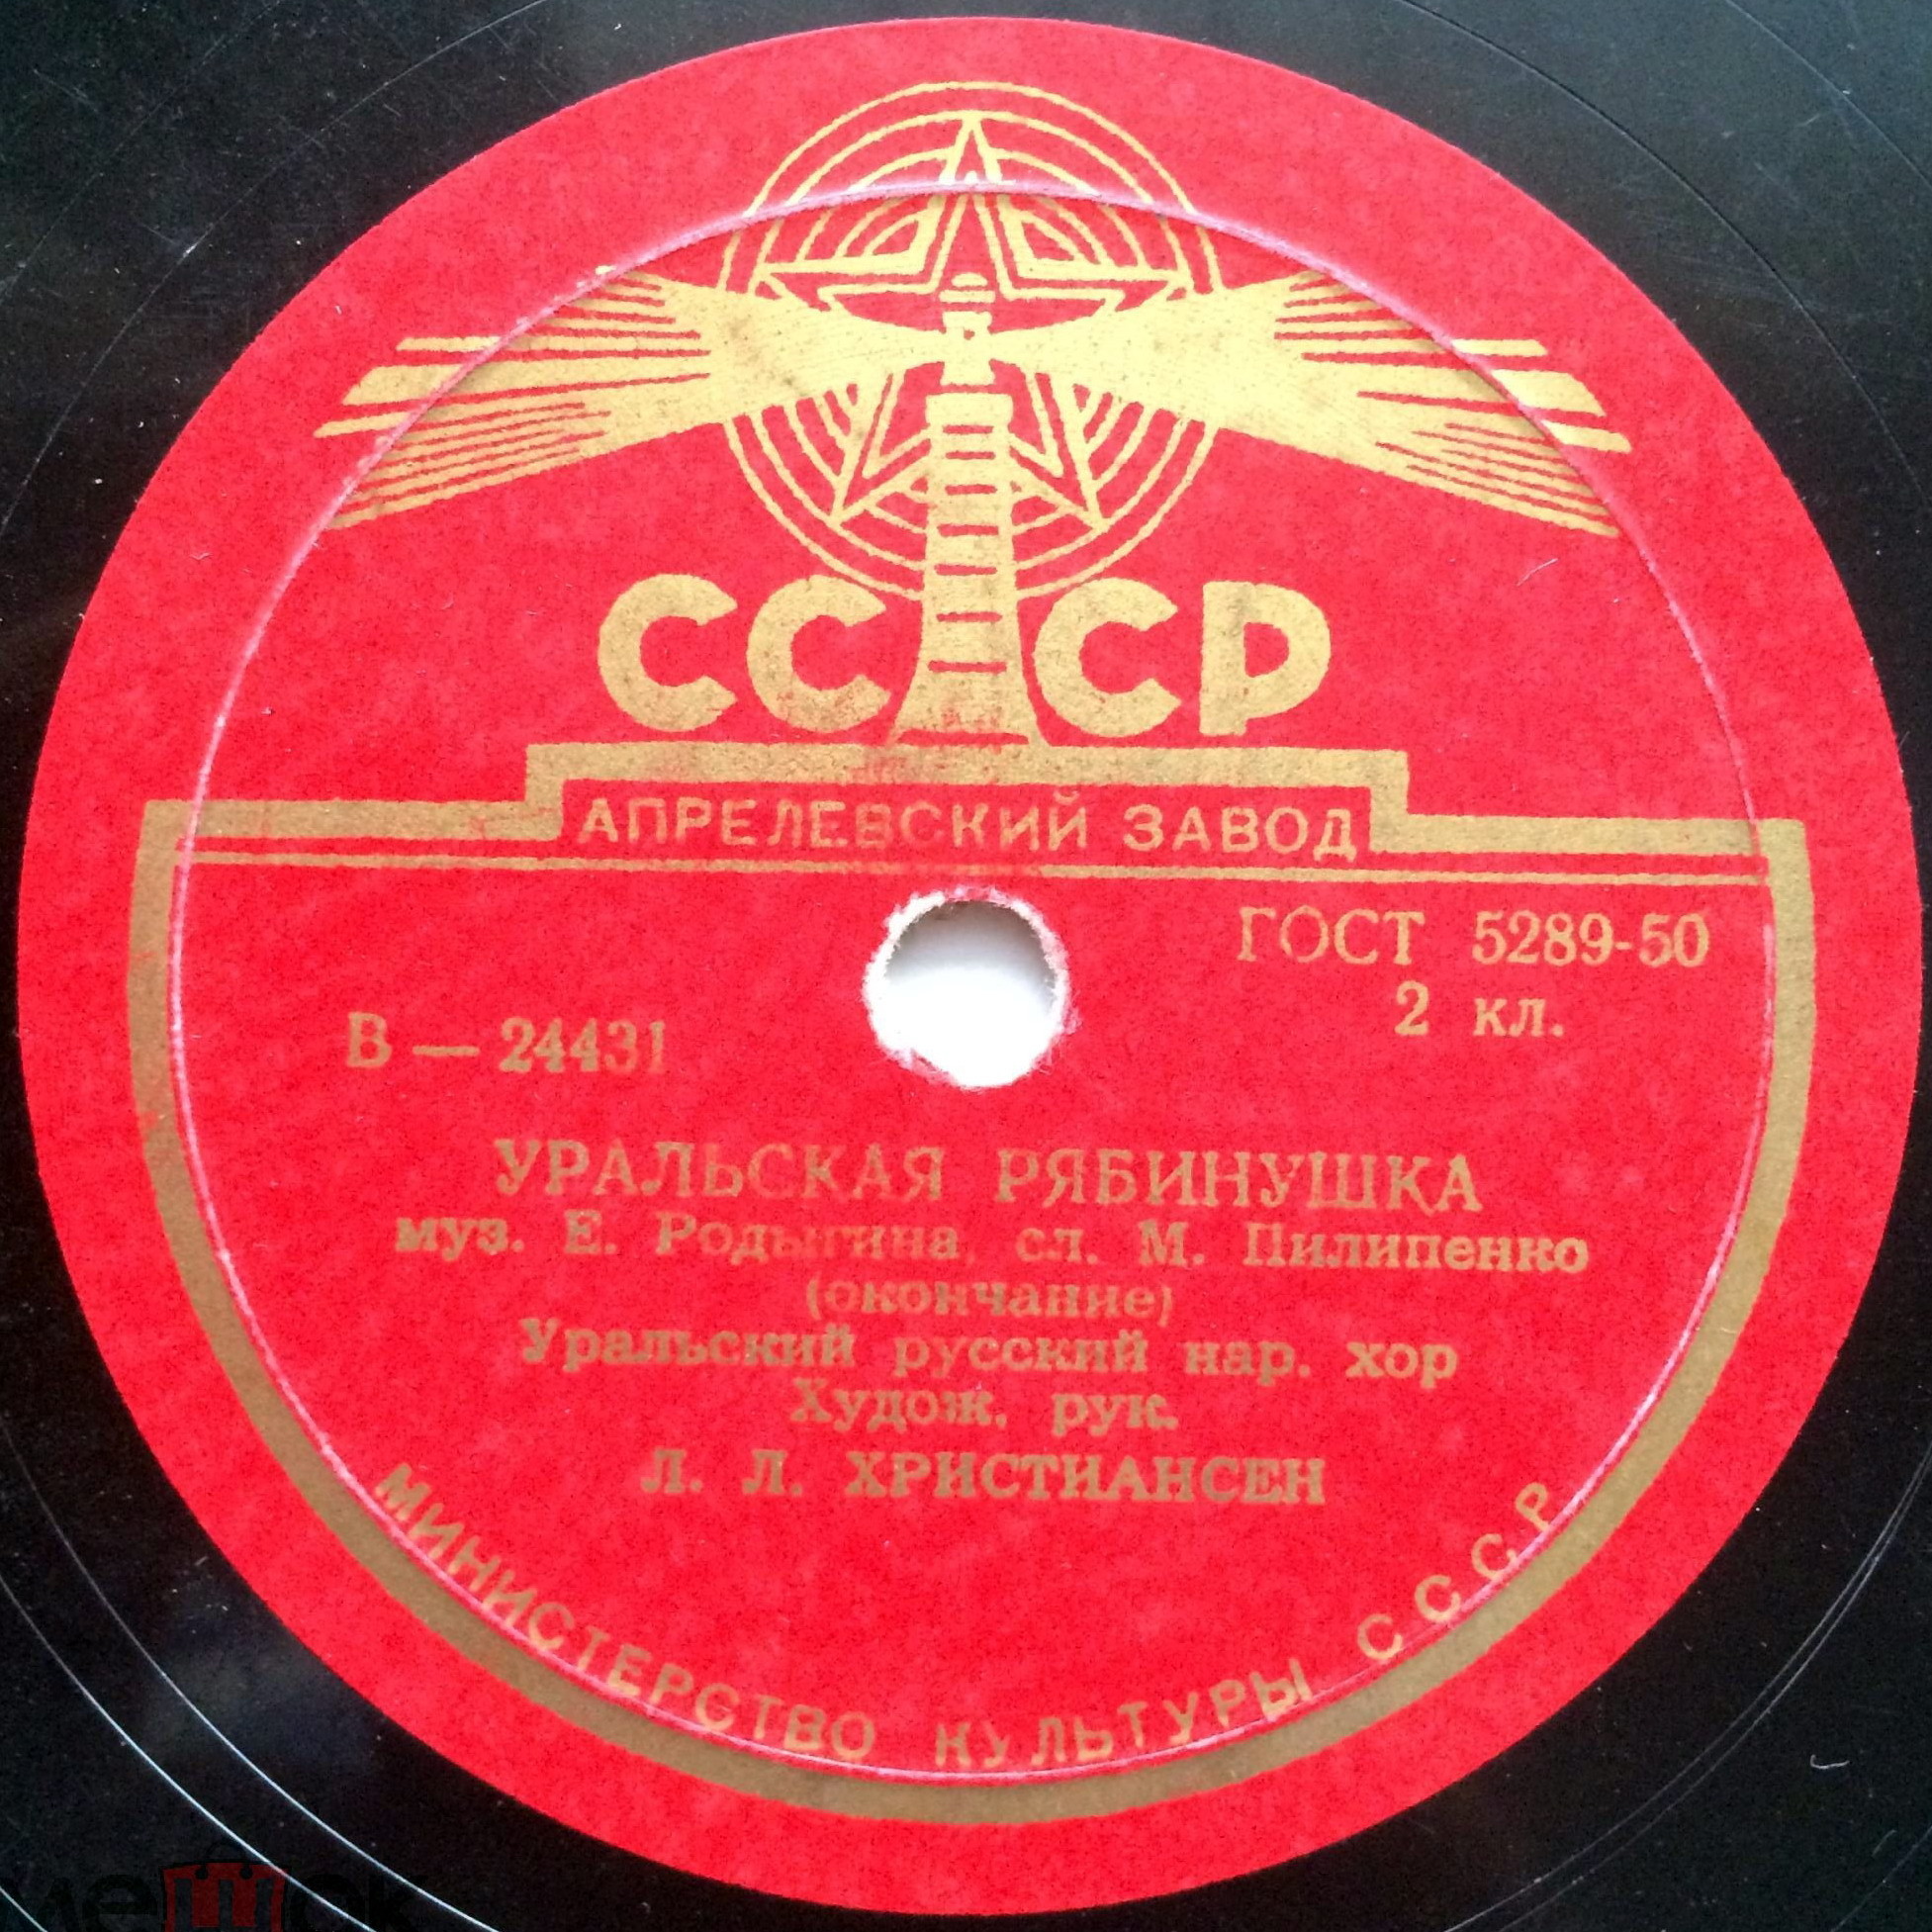 СССР
АПРЕЛЕВСКИЙ ЗАВОД
ГОСТ 5289-50
2 кл.
В — 24431
УРАЛЬСКАЯ РЯБИНУШКА
муз. Е. Родыгина, сл. М. Пилипенко
(окончание)
Уральский русский нар. хор
Худож. рук.
Л. Л. ХРИСТИАНСЕН
МИНИСТЕРСТВО КУЛЬТУРЫ СССР
мешок